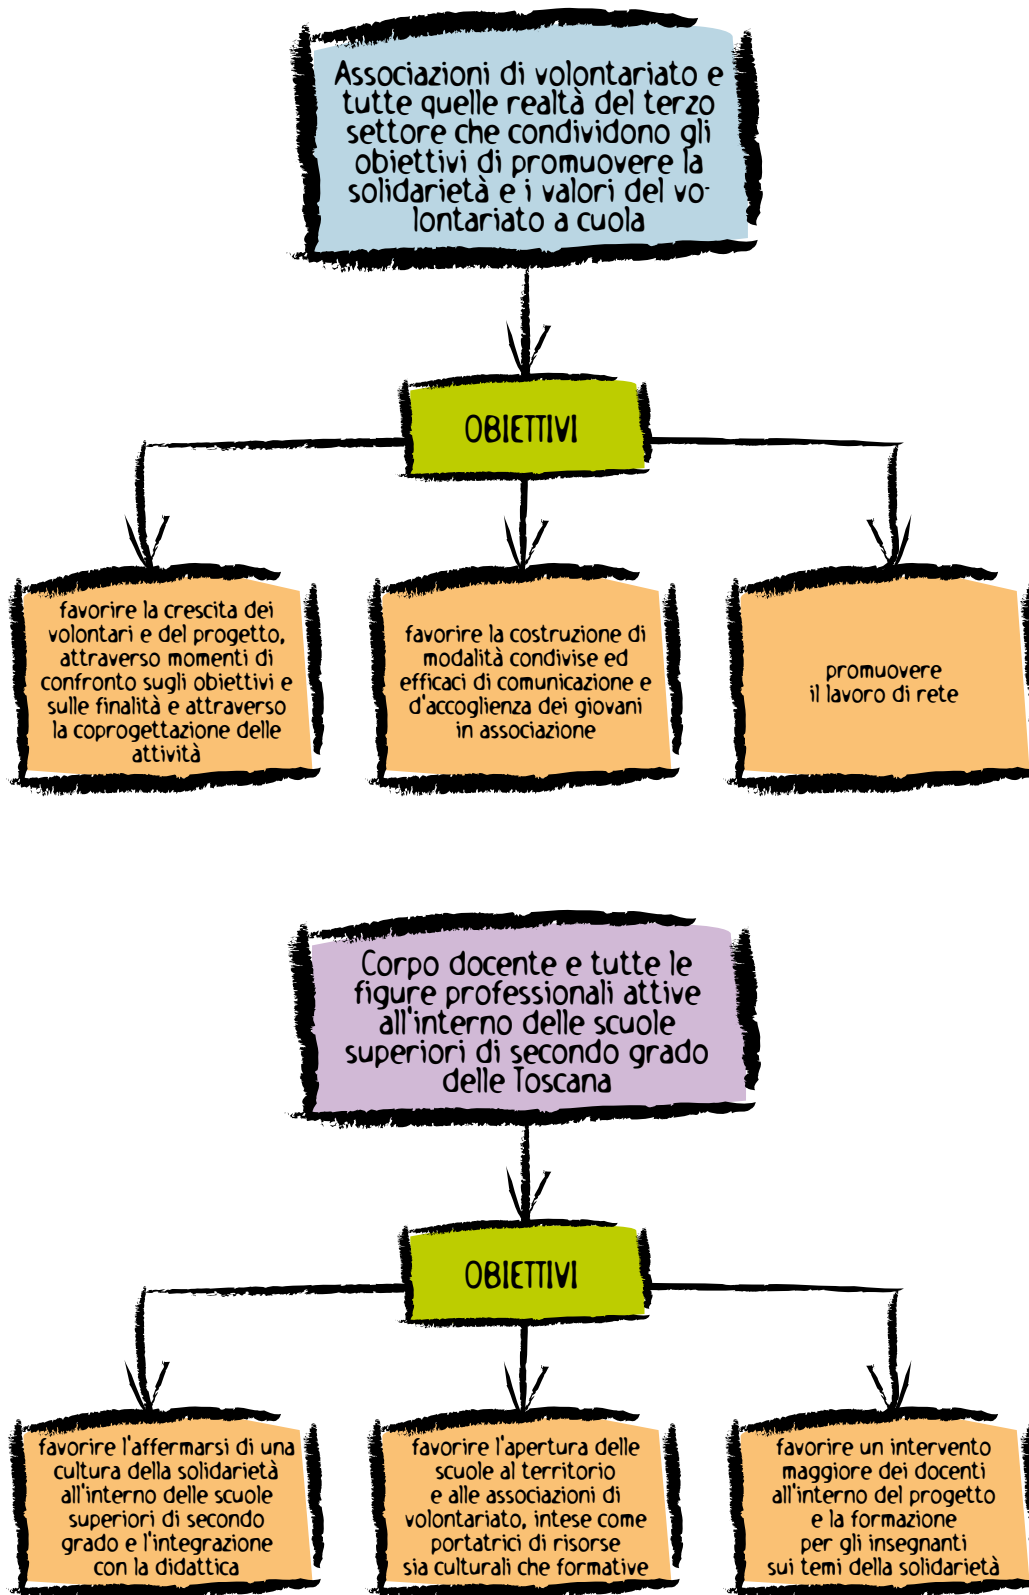 Associazioni di volontariato e
tutte quelle realtà del terzo
settore che condividono gli
obiettivi di promuovere la
solidarietà e i valori del vo-
lontariato a cuola
OBIETTIVI
favorire la crescita dei
volontari e del progetto,
attraverso momenti di
confronto sugli obiettivi e
sulle finalità e attraverso
la coprogettazione delle
attività
favorire la costruzione di
modalità condivise ed
efficaci di comunicazione e
d'accoglienza dei giovani
in associazione
promuovere
il lavoro di rete
Corpo docente e tutte le
figure professionali attive
all'interno delle scuole
superiori di secondo grado
delle Toscana
OBIETTIVI
favorire l'affermarsi di una
cultura della solidarietà
all'interno delle scuole
superiori di secondo
grado e l'integrazione
con la didattica
favorire l'apertura delle
scuole al territorio
e alle associazioni di
volontariato, intese come
portatrici di risorse
sia culturali che formative
favorire un intervento
maggiore dei docenti
all'interno del progetto
e la formazione
per gli insegnanti
sui temi della solidarietà